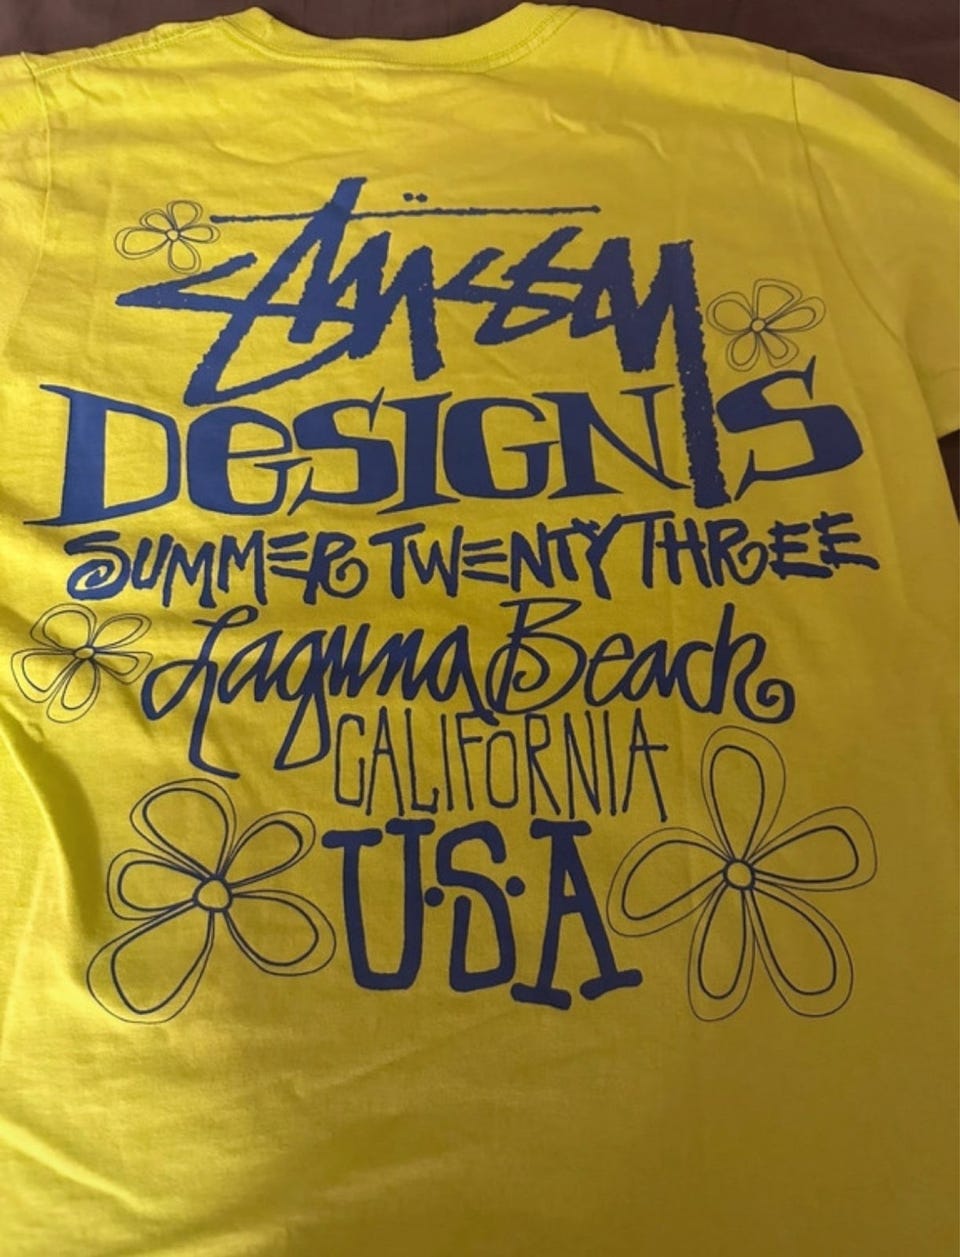 Stüssy
DESIGNS
SUMMER TWENTY THREE
Laguna Beach
CALIFORNIA
U·S·A